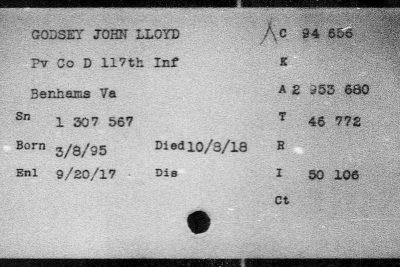 GODSEY JOHN LLOYD C 94 656
Pv Co D 117th Inf K
Benhams Va A 2 953 680
Sn 1 307 567 T 46 772
Born 3/8/95 Died 10/8/18 R
Enl 9/20/17 Dis I 50 106
Ct